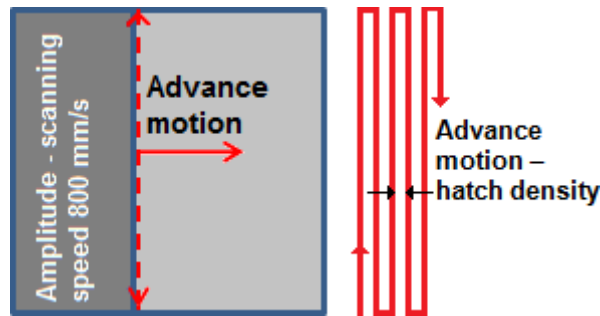 Amplitude - scanning
speed 800 mm/s
Advance
motion
Advance
motion –
hatch density